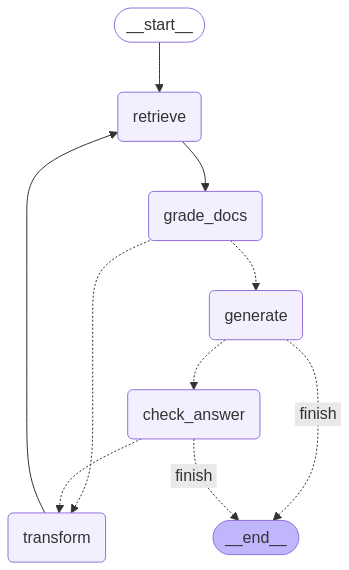 __start__
retrieve
grade_docs
generate
finish
check_answer
finish
transform
__end__